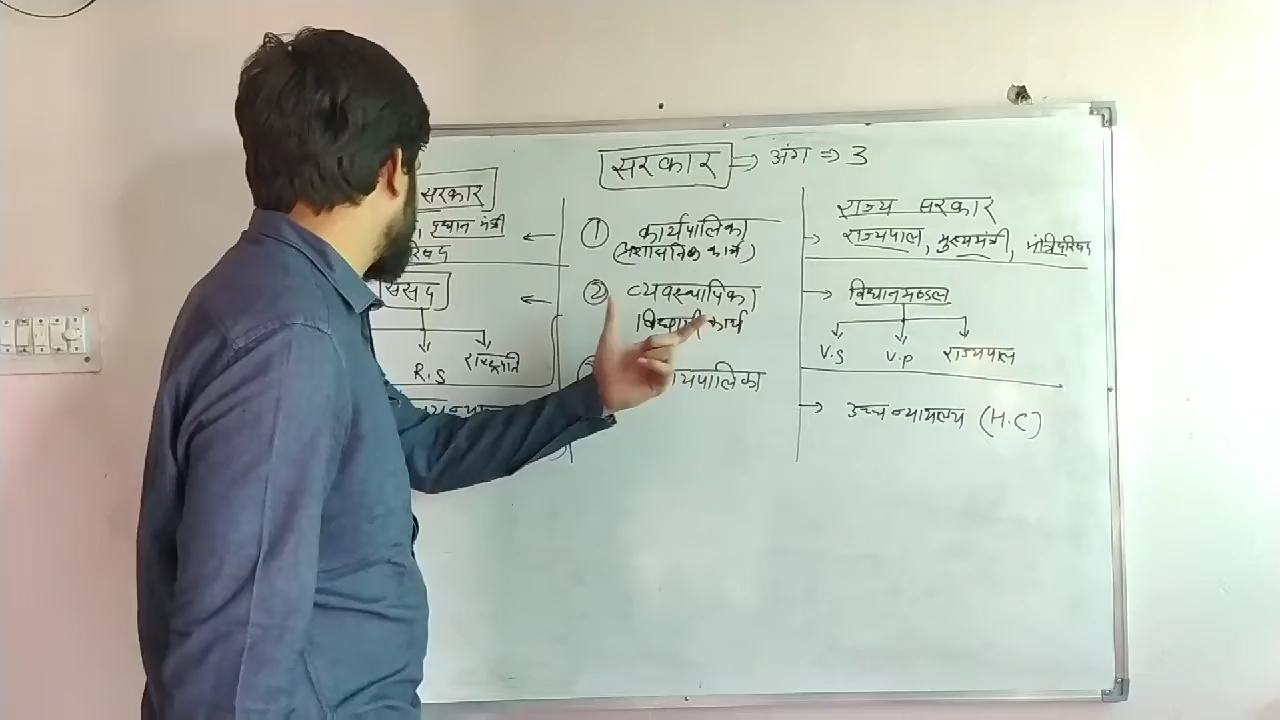 सरकार ⇒ अंग ⇒ 3
सरकार
प्रधान मंत्री
रिषद
संसद
R.S
राष्ट्रपति
① कार्यपालिका
(प्रशासनिक कार्य)
② व्यवस्थापिका
विधायी कार्य
यपालिका
राज्य सरकार
राज्यपाल, मुख्यमंत्री, मंत्रिपरिषद
विधानमण्डल
V.S V.P राज्यपाल
उच्च न्यायालय (H.C)